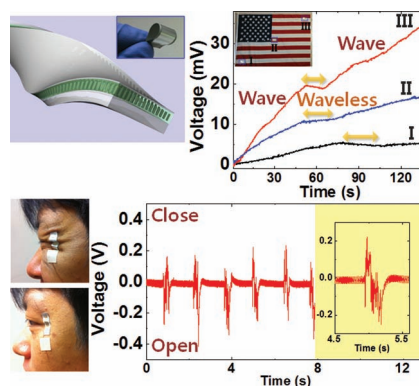 40
30
20
10
0
Voltage (mV)
III
II
I
III
II
I
Wave
Wave
Waveless
0 30 60 90 120
Time (s)
0.4
0.2
0.0
-0.2
-0.4
Voltage (V)
Close
Open
0 4 8 12
Time (s)
0.2
0.0
-0.2
4.5 5.5
Time (s)